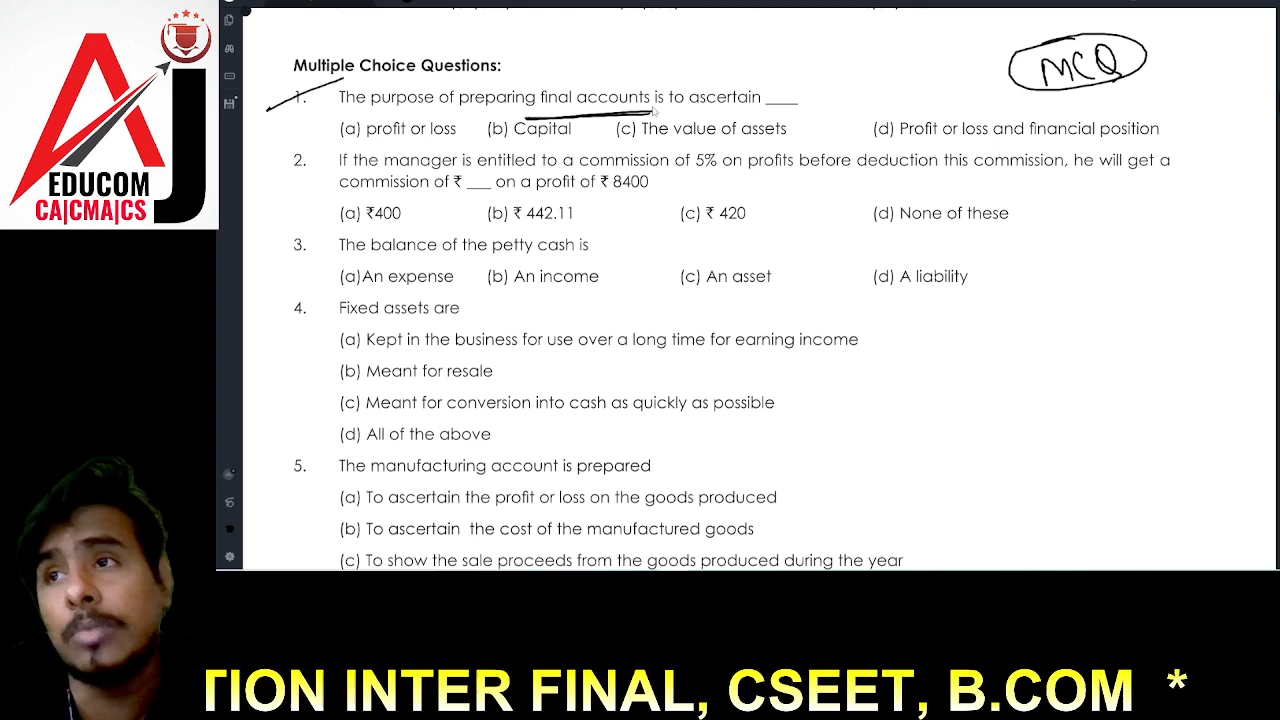 AJ
EDUCOM
CA|CMA|CS
MCQ
Multiple Choice Questions:
1. The purpose of preparing final accounts is to ascertain ____
(a) profit or loss (b) Capital (c) The value of assets (d) Profit or loss and financial position
2. If the manager is entitled to a commission of 5% on profits before deduction this commission, he will get a
commission of ₹ ___ on a profit of ₹ 8400
(a) ₹400 (b) ₹ 442.11 (c) ₹ 420 (d) None of these
3. The balance of the petty cash is
(a)An expense (b) An income (c) An asset (d) A liability
4. Fixed assets are
(a) Kept in the business for use over a long time for earning income
(b) Meant for resale
(c) Meant for conversion into cash as quickly as possible
(d) All of the above
5. The manufacturing account is prepared
(a) To ascertain the profit or loss on the goods produced
(b) To ascertain the cost of the manufactured goods
(c) To show the sale proceeds from the goods produced during the year
TION INTER FINAL, CSEET, B.COM *